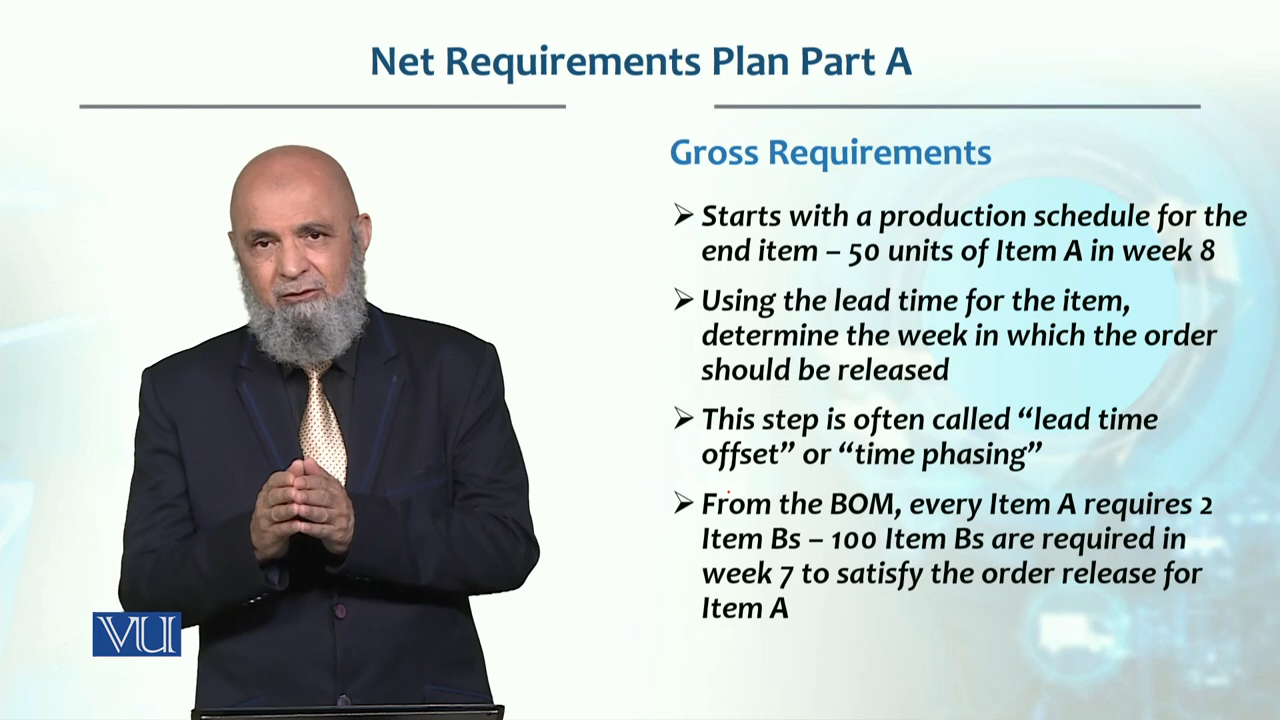 Net Requirements Plan Part A
Gross Requirements
➢ Starts with a production schedule for the
end item – 50 units of Item A in week 8
➢ Using the lead time for the item,
determine the week in which the order
should be released
➢ This step is often called “lead time
offset” or “time phasing”
➢ From the BOM, every Item A requires 2
Item Bs – 100 Item Bs are required in
week 7 to satisfy the order release for
Item A
VU